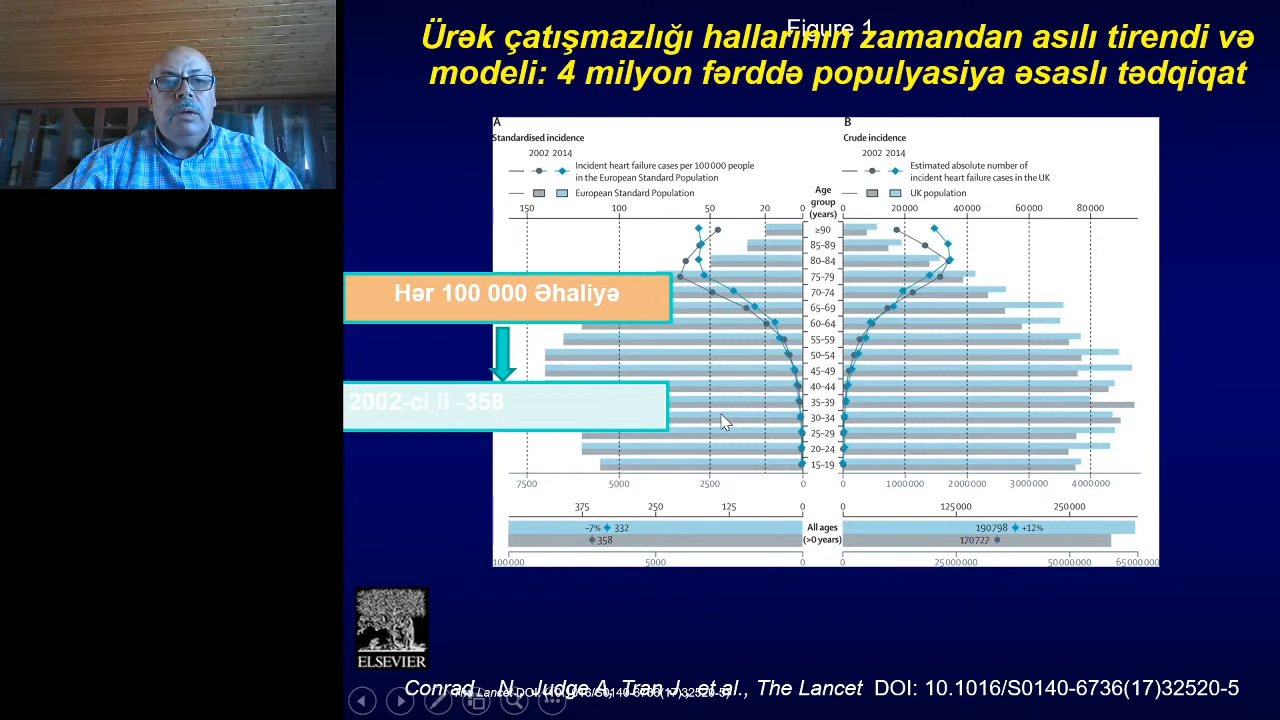 Figure 1
Ürək çatışmazlığı hallarının zamandan asılı tirendi və
modeli: 4 milyon fərddə populyasiya əsaslı tədqiqat
A
Standardised incidence
2002 2014
Incident heart failure cases per 100 000 people
in the European Standard Population
European Standard Population
150 100 50 20 0
B
Crude incidence
2002 2014
Estimated absolute number of
incident heart failure cases in the UK
UK population
0 20000 40000 60000 80000
Age
group
(years)
≥90
85–89
80–84
75–79
70–74
65–69
60–64
55–59
50–54
45–49
40–44
35–39
30–34
25–29
20–24
15–19
Hər 100 000 Əhaliyə
2002-ci il -358
7500 5000 2500 0
0 1000000 2000000 3000000 4000000
375 250 125 0
0 125000 250000
–7% 332
358
All ages
(>0 years)
190798 +12%
170727
100000 5000 0
0 25000000 50000000 65000000
ELSEVIER
Conrad, N., Judge A, Tran J, et al., The Lancet DOI: 10.1016/S0140-6736(17)32520-5